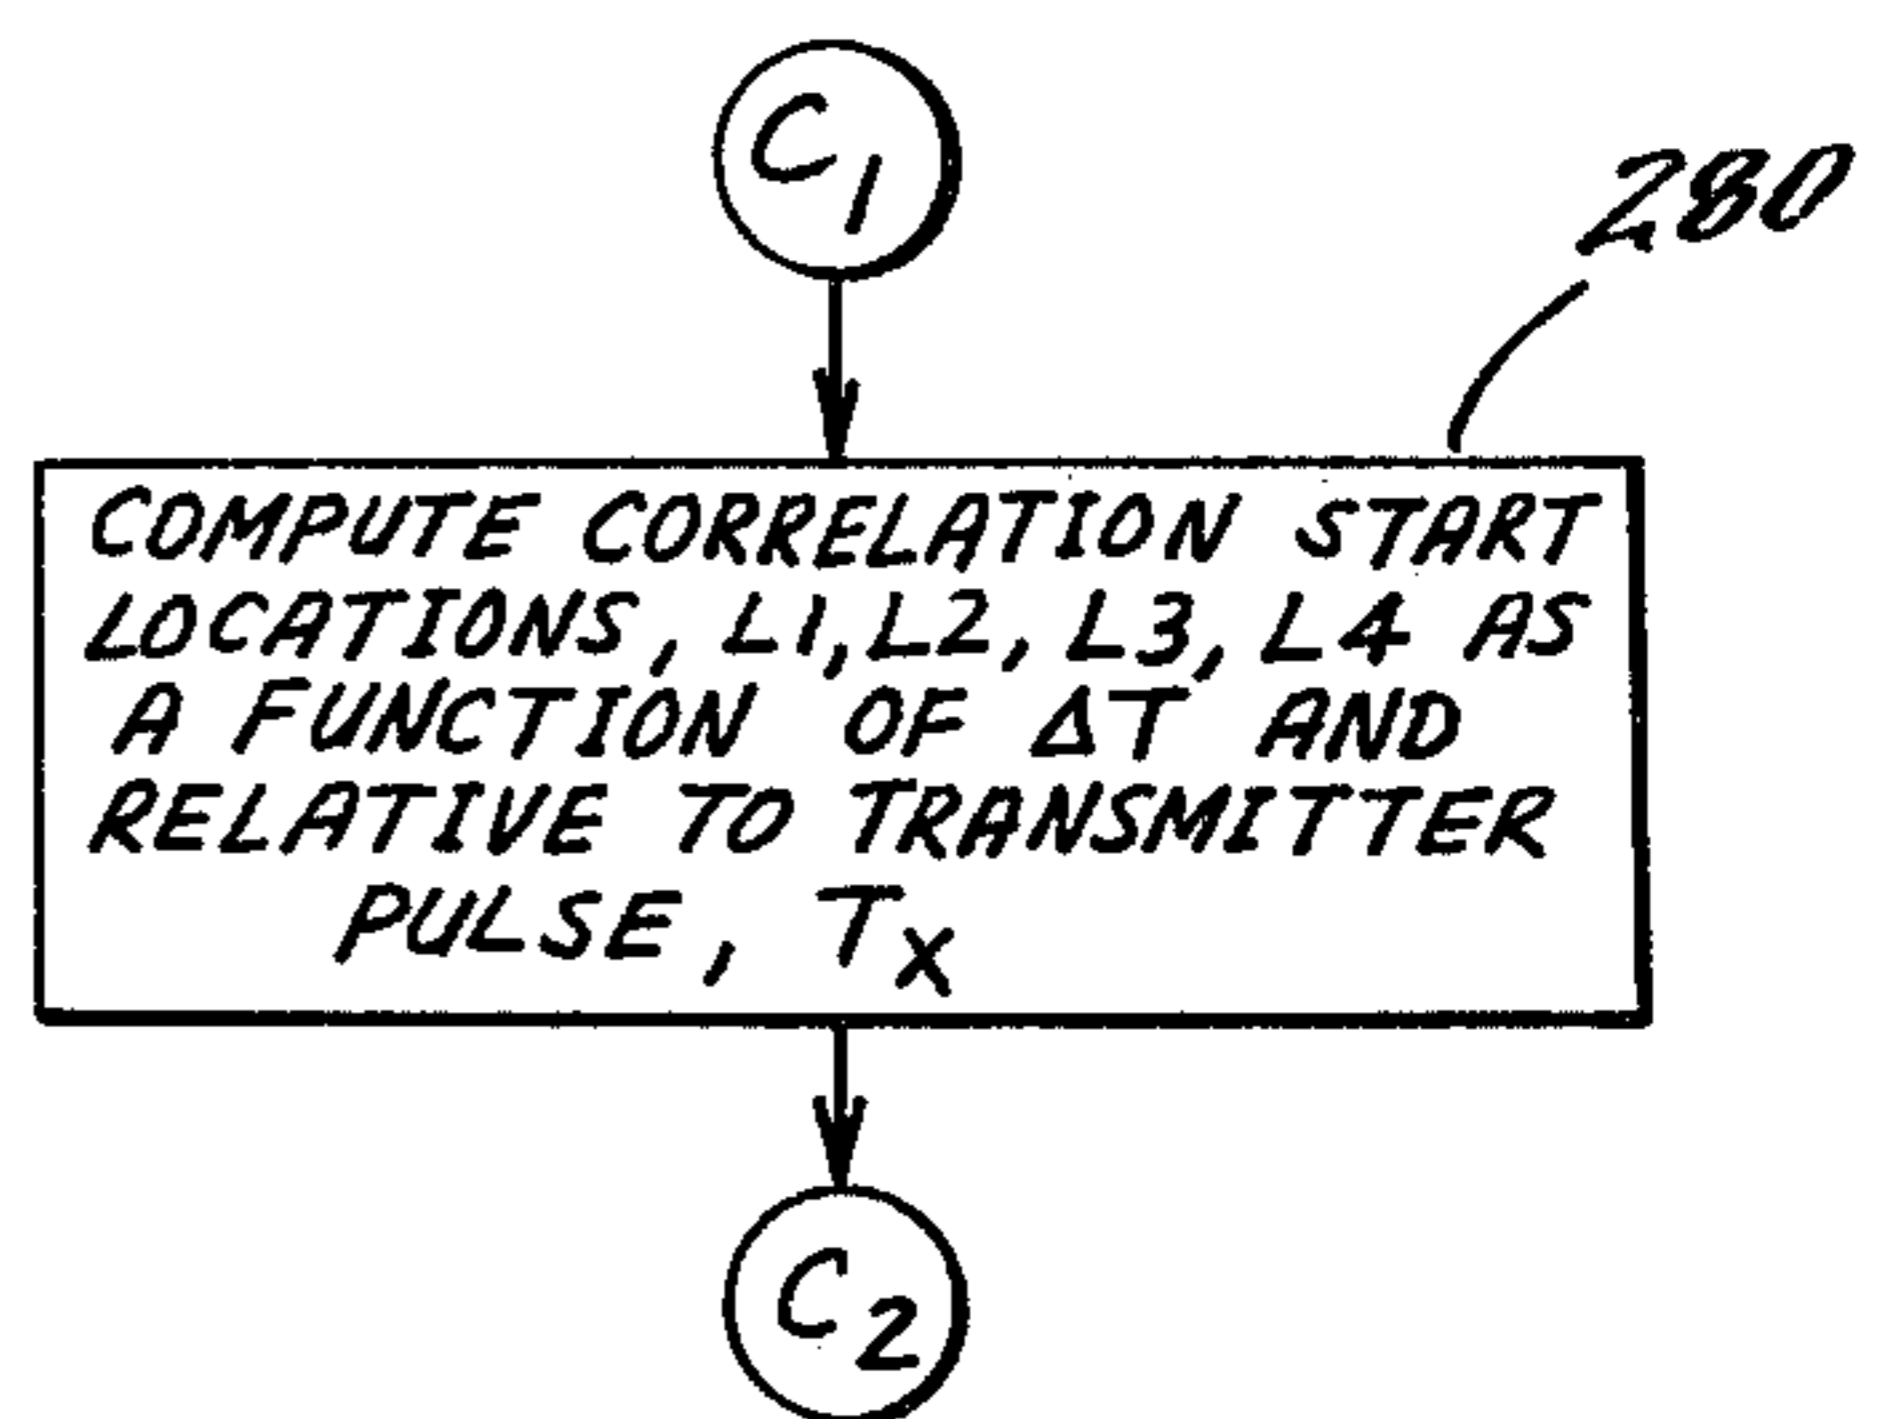 C1
280
COMPUTE CORRELATION START
LOCATIONS, L1, L2, L3, L4 AS
A FUNCTION OF ΔT AND
RELATIVE TO TRANSMITTER
PULSE, Tx
C2